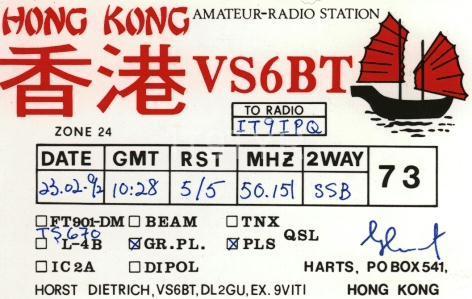 HONG KONG AMATEUR-RADIO STATION
香港 VS6BT
TO RADIO
ZONE 24 IT9IPQ
DATE GMT RST MHZ 2WAY 73
23.02.92 10:28 5/5 50.151 SSB
☐ FT901-DM ☐ BEAM ☐ TNX
TS670
☐ L-4B ☒ GR.PL. ☒ PLS QSL
☐ IC2A ☐ DIPOL HARTS, PO BOX 541,
HORST DIETRICH, VS6BT, DL2GU, EX. 9VITI HONG KONG